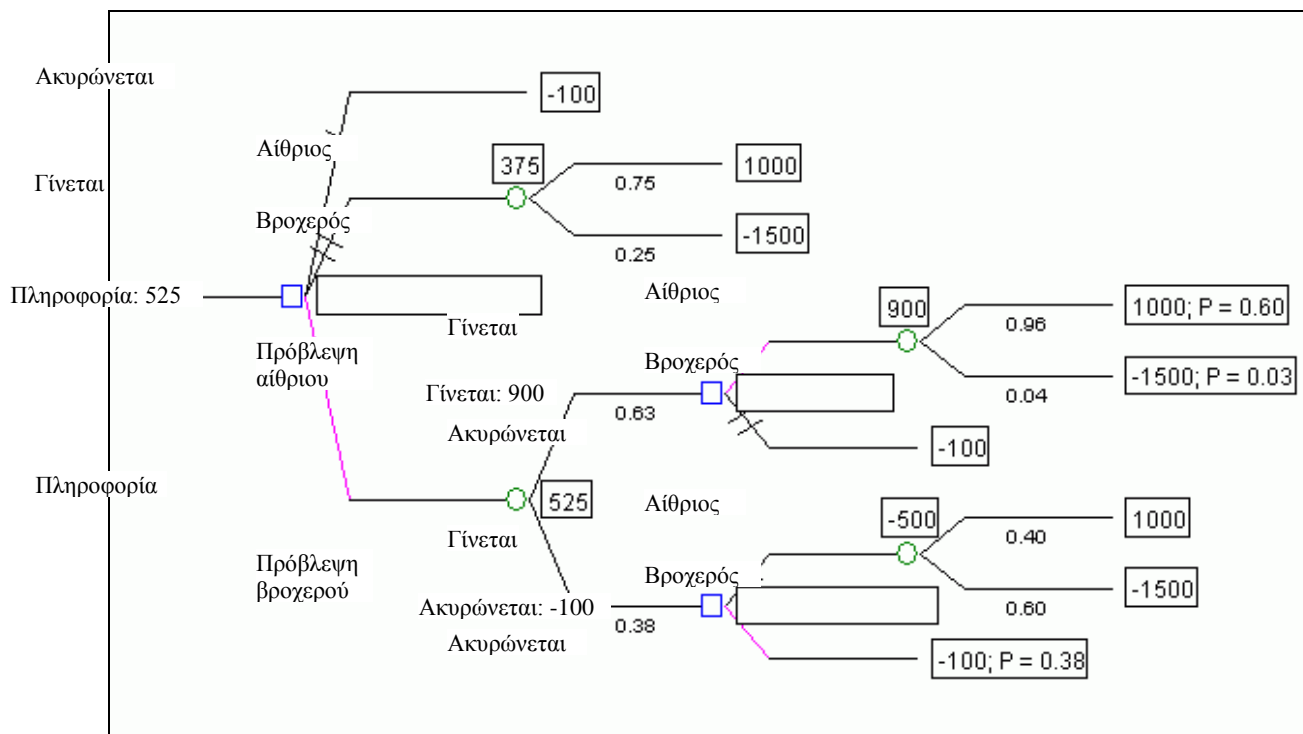 Ακυρώνεται
-100
Αίθριος
375
1000
0.75
Γίνεται
Βροχερός
-1500
0.25
Πληροφορία: 525
Αίθριος
900
1000; P = 0.60
0.96
Γίνεται
Πρόβλεψη
αίθριου
Βροχερός
-1500; P = 0.03
0.04
Γίνεται: 900
0.63
Ακυρώνεται
-100
Πληροφορία
525
Αίθριος
-500
1000
0.40
Γίνεται
Πρόβλεψη
βροχερού
Βροχερός
-1500
0.60
Ακυρώνεται: -100
0.38
Ακυρώνεται
-100; P = 0.38